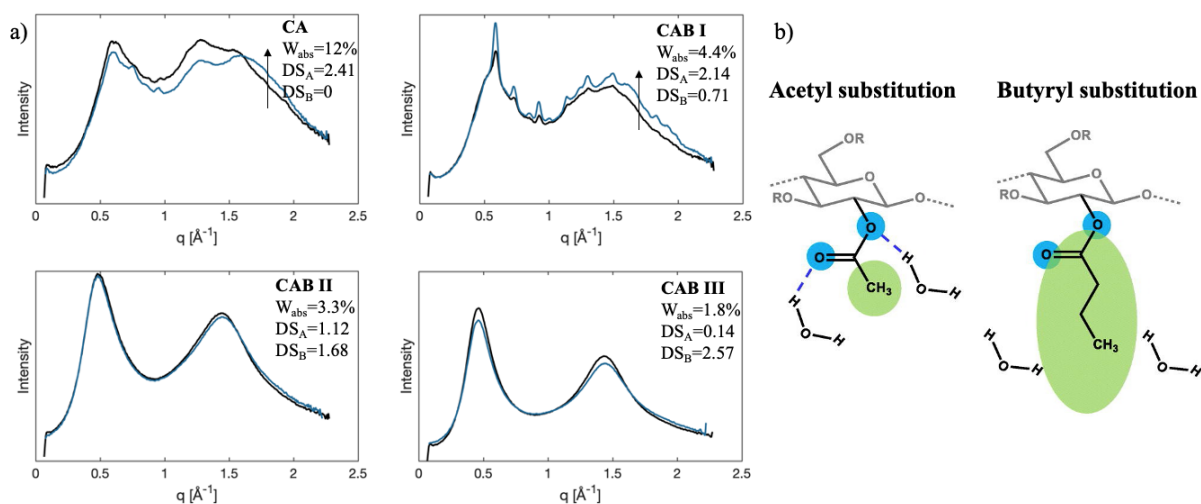 a)
CA
W_abs=12%
DS_A=2.41
DS_B=0
Intensity
0 0.5 1 1.5 2 2.5
q [Å⁻¹]
CAB I
W_abs=4.4%
DS_A=2.14
DS_B=0.71
Intensity
0 0.5 1 1.5 2 2.5
q [Å⁻¹]
CAB II
W_abs=3.3%
DS_A=1.12
DS_B=1.68
Intensity
0 0.5 1 1.5 2 2.5
q [Å⁻¹]
CAB III
W_abs=1.8%
DS_A=0.14
DS_B=2.57
Intensity
0 0.5 1 1.5 2 2.5
q [Å⁻¹]
b)
Acetyl substitution
OR
O
RO
O
O
O
CH₃
H
O
H
H
O
H
Butyryl substitution
OR
O
RO
O
O
O
CH₃
H
O
H
H
O
H